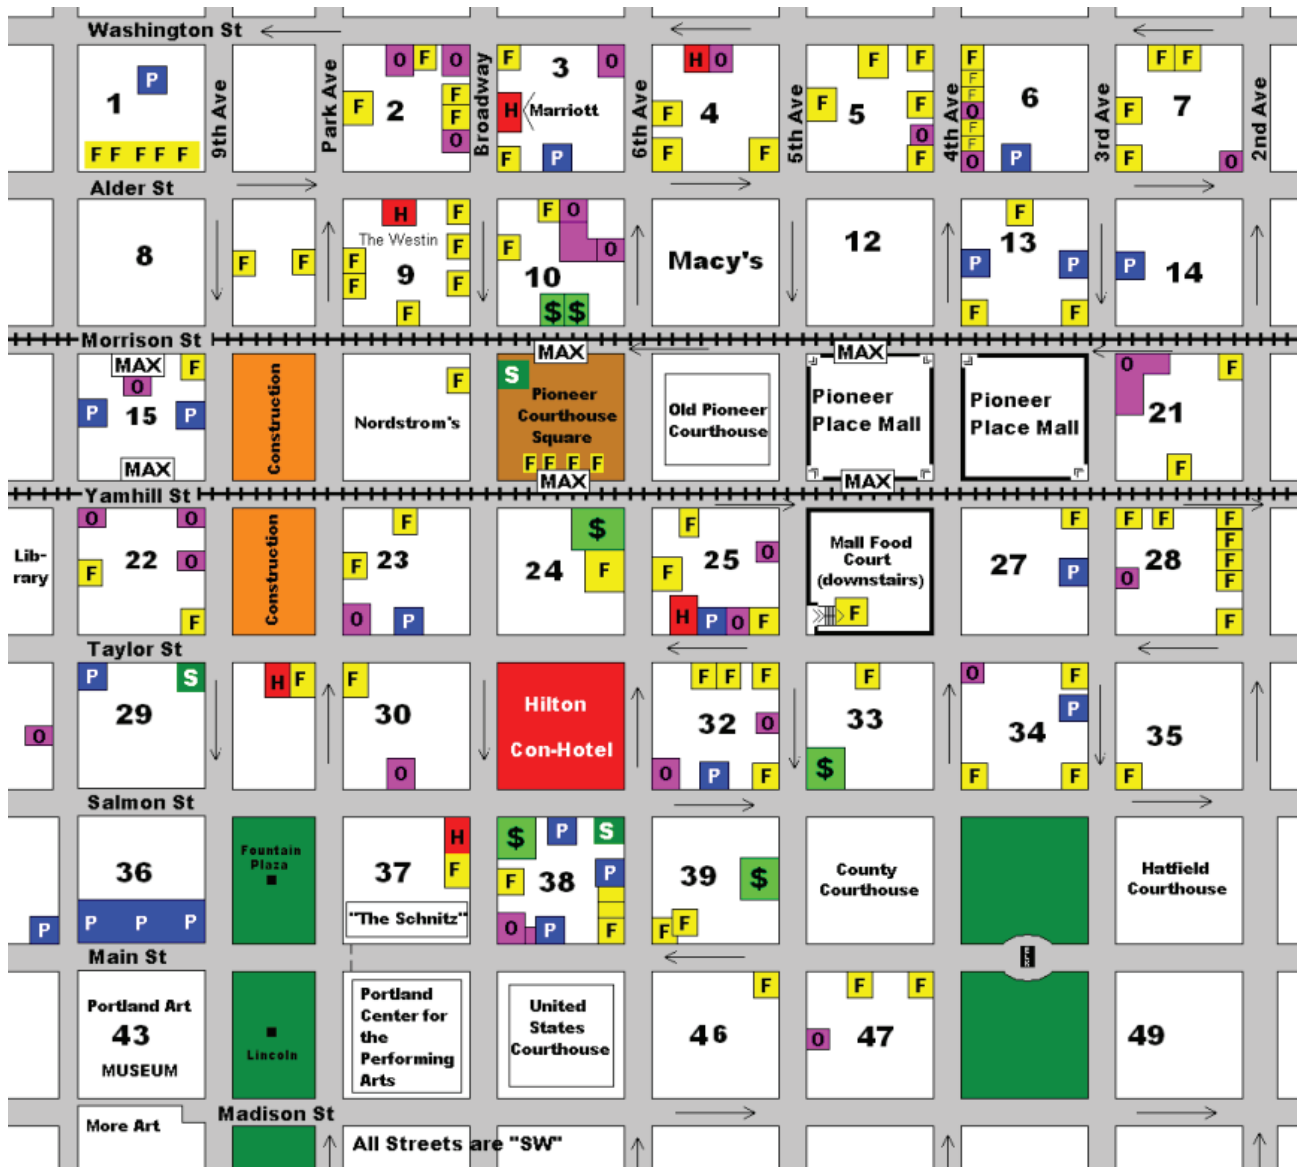 Washington St
9th Ave
Park Ave
Broadway
6th Ave
5th Ave
4th Ave
3rd Ave
2nd Ave
P
1
F F F F F
O F O
F 2 F
F
O
F 3 O
H Marriott
F P
H O
F 4
F F
F F
F 5 F
O
F
F
F
O
F
O
6
P
F F
F 7
F O
Alder St
8
F F
H F
The Westin
F F
F 9 F
F
F O
F O
10
$ $
Macy's
12
F
13
P P
F F
P 14
Morrison St
MAX F
O
P 15 P
MAX
Construction
F
Nordstrom's
MAX
S
Pioneer
Courthouse
Square
F F F F
MAX
Old Pioneer
Courthouse
MAX
Pioneer
Place Mall
MAX
Pioneer
Place Mall
O F
21
F
Yamhill St
Lib-
rary
O O
22 O
F
F
Construction
F
F 23
O P
$
24 F
F
25 O
F
H P O F
Mall Food
Court
(downstairs)
F
F
27 P
F F F
F
28 F
O F
F
Taylor St
O
P S
29
H F
F
30
O
Hilton
Con-Hotel
F F F
32 O
O P F
F
33
$
O F
P
34
F F
35
F
Salmon St
P
36
P P P
Fountain
Plaza
H
37 F
"The Schnitz"
$ P S
F 38 P
O P F
39 $
F F
County
Courthouse
Hatfield
Courthouse
Main St
Portland Art
43
MUSEUM
Lincoln
Portland
Center for
the
Performing
Arts
United
States
Courthouse
F
46
F F
O 47
49
Madison St
More Art
All Streets are "SW"